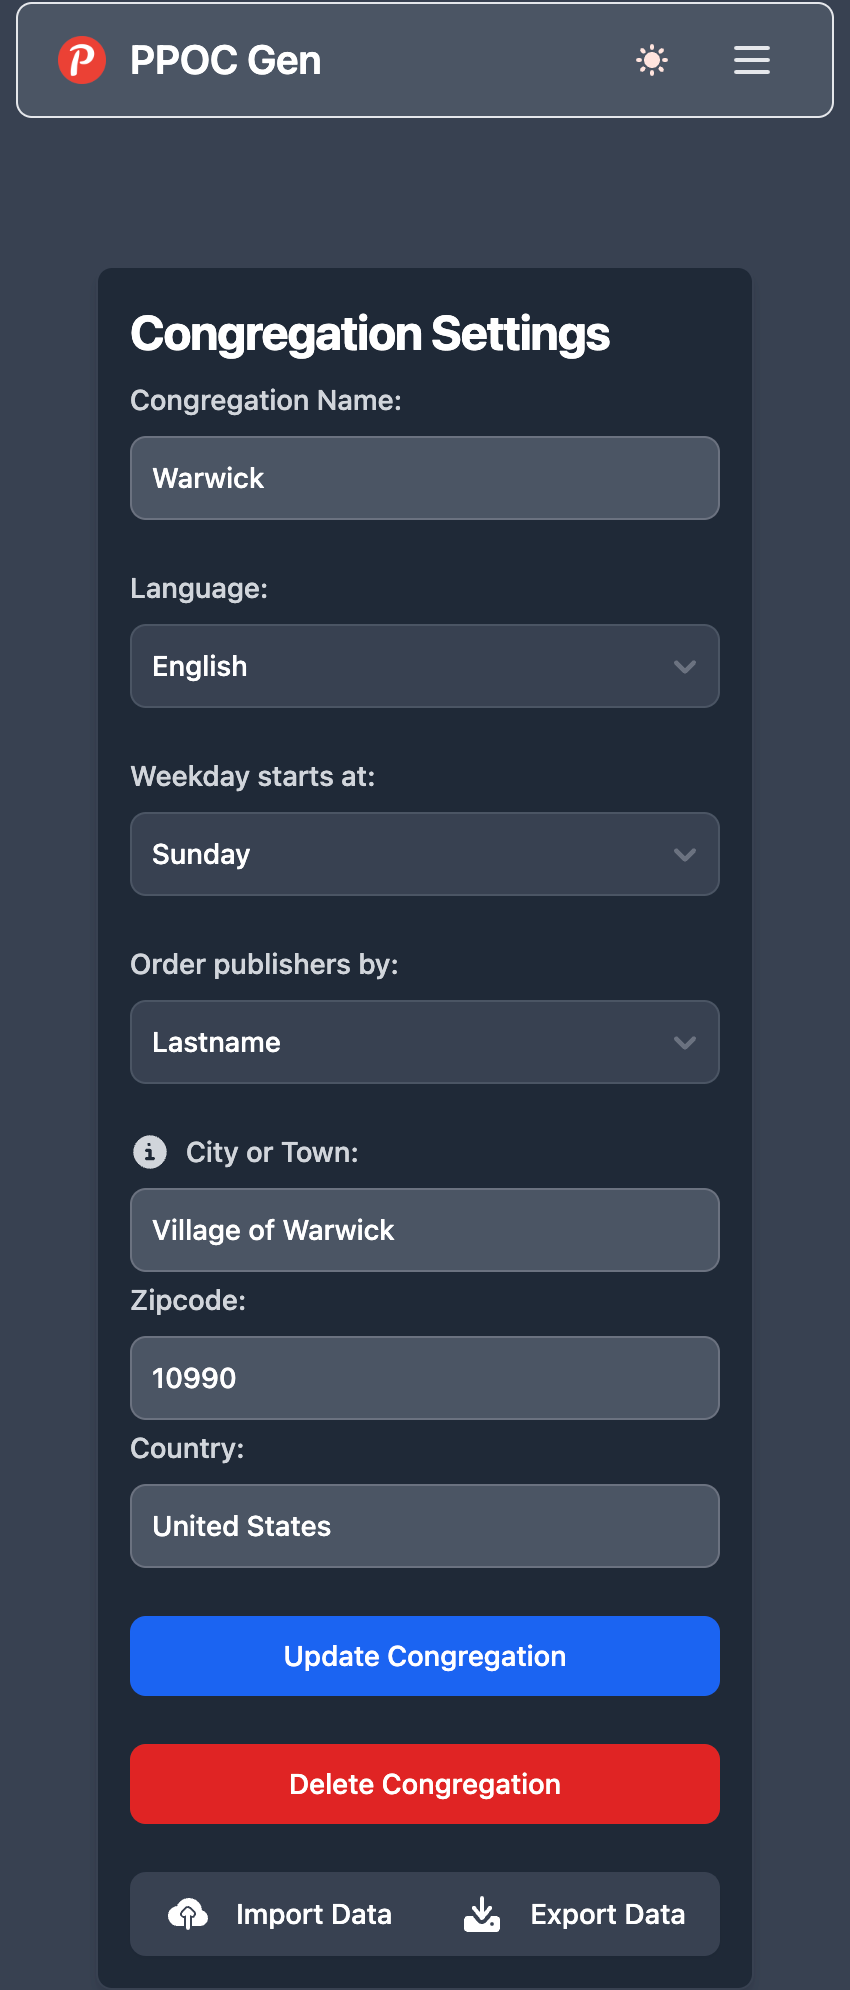 PPOC Gen
Congregation Settings
Congregation Name:
Warwick
Language:
English
Weekday starts at:
Sunday
Order publishers by:
Lastname
City or Town:
Village of Warwick
Zipcode:
10990
Country:
United States
Update Congregation
Delete Congregation
Import Data Export Data